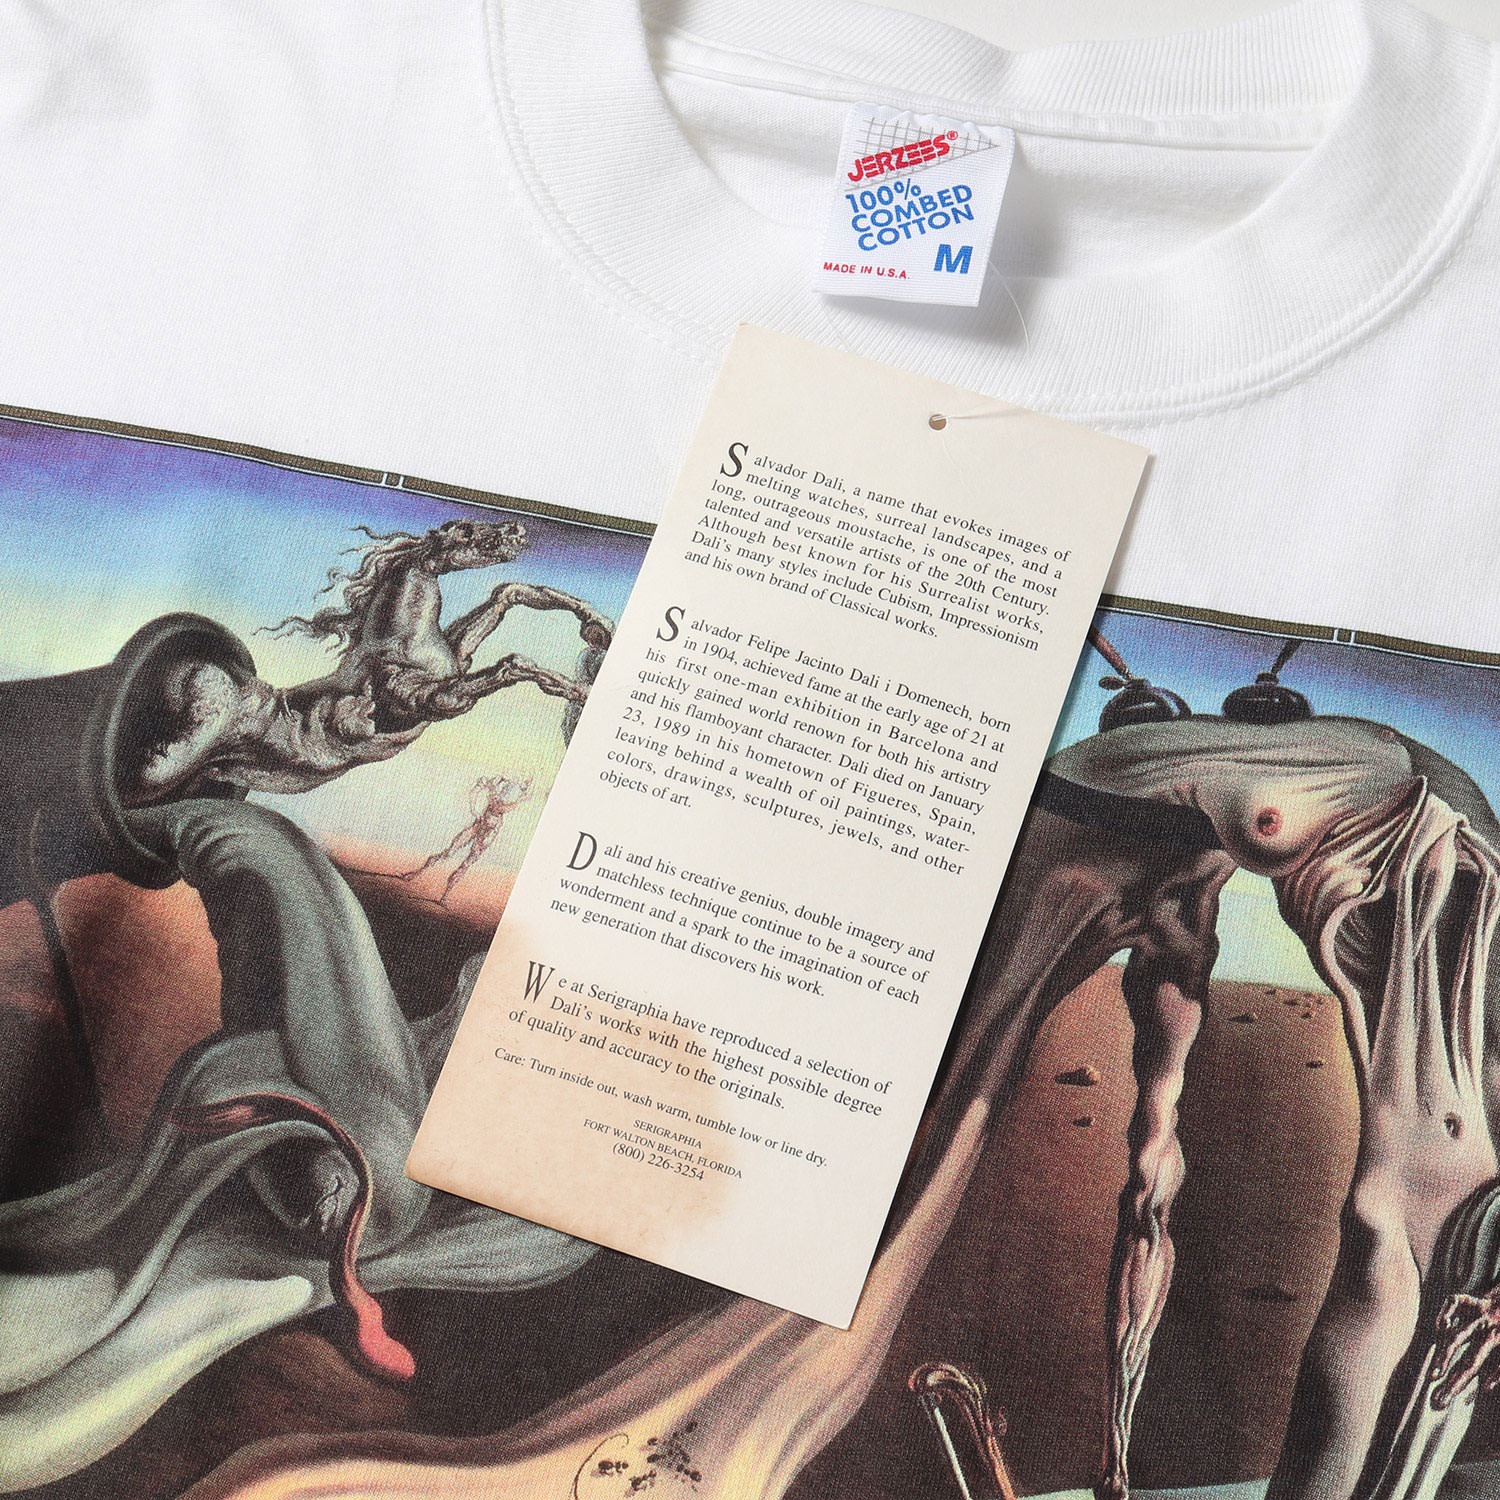 JERZEES®
100%
COMBED
COTTON
MADE IN U.S.A. M
Salvador Dali, a name that evokes images of
melting watches, surreal landscapes, and a
long, outrageous moustache, is one of the most
talented and versatile artists of the 20th Century.
Although best known for his Surrealist works,
Dali's many styles include Cubism, Impressionism
and his own brand of Classical works.
Salvador Felipe Jacinto Dali i Domenech, born
in 1904, achieved fame at the early age of 21 at
his first one-man exhibition in Barcelona and
quickly gained world renown for both his artistry
and his flamboyant character. Dali died on January
23, 1989 in his hometown of Figueres, Spain,
leaving behind a wealth of oil paintings, water-
colors, drawings, sculptures, jewels, and other
objects of art.
Dali and his creative genius, double imagery and
matchless technique continue to be a source of
wonderment and a spark to the imagination of each
new generation that discovers his work.
We at Serigraphia have reproduced a selection of
Dali's works with the highest possible degree
of quality and accuracy to the originals.
Care: Turn inside out, wash warm, tumble low or line dry.
SERIGRAPHIA
FORT WALTON BEACH, FLORIDA
(800) 226-3254